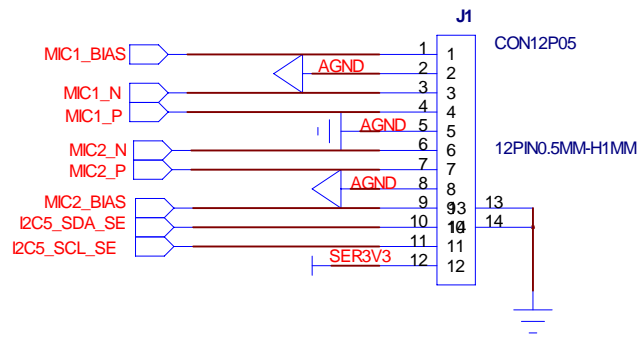 J1
CON12P05
MIC1_BIAS 1 1
AGND 2 2
MIC1_N 3 3
MIC1_P 4 4
AGND 5 5
MIC2_N 6 6
12PIN0.5MM-H1MM
MIC2_P 7 7
AGND 8 8
MIC2_BIAS 9 9 13 13
I2C5_SDA_SE 10 10 14 14
I2C5_SCL_SE 11 11
SER3V3 12 12